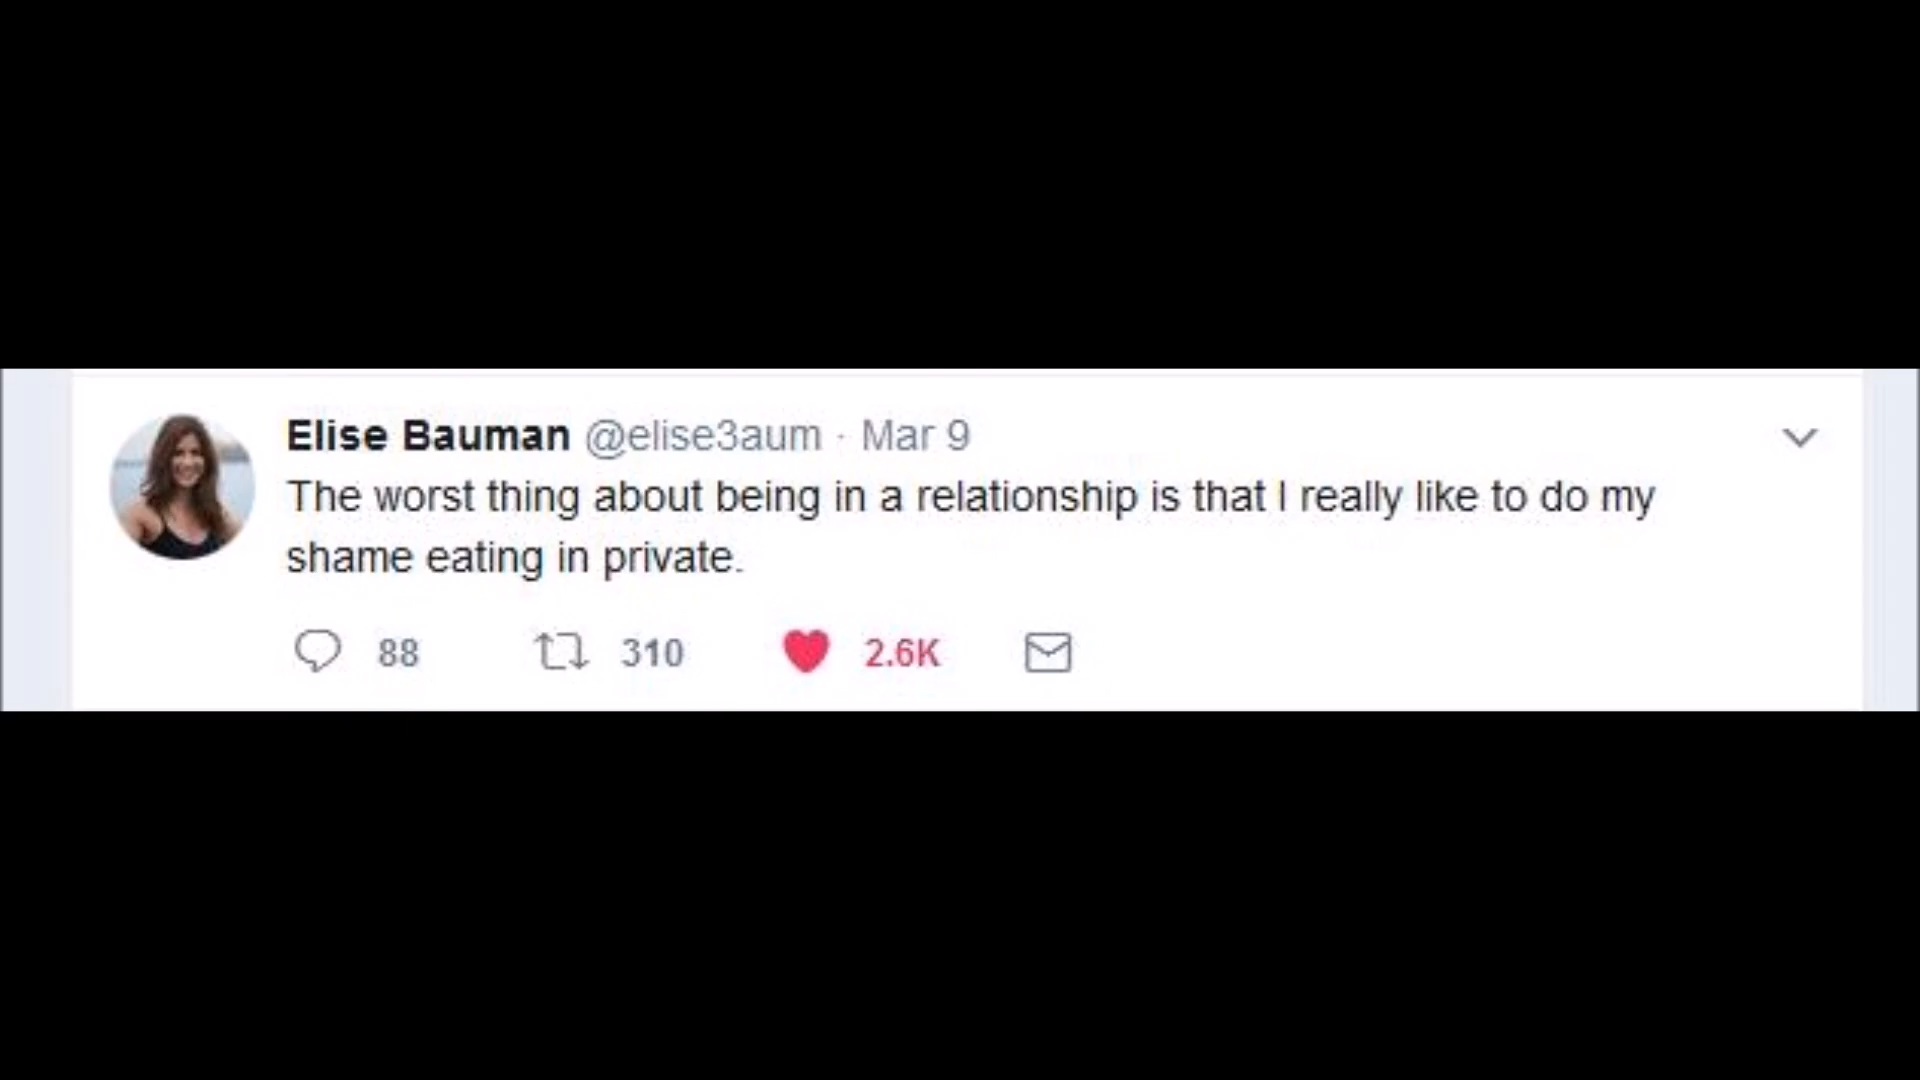 Elise Bauman @elise3aum · Mar 9
The worst thing about being in a relationship is that I really like to do my
shame eating in private.
88 310 2.6K